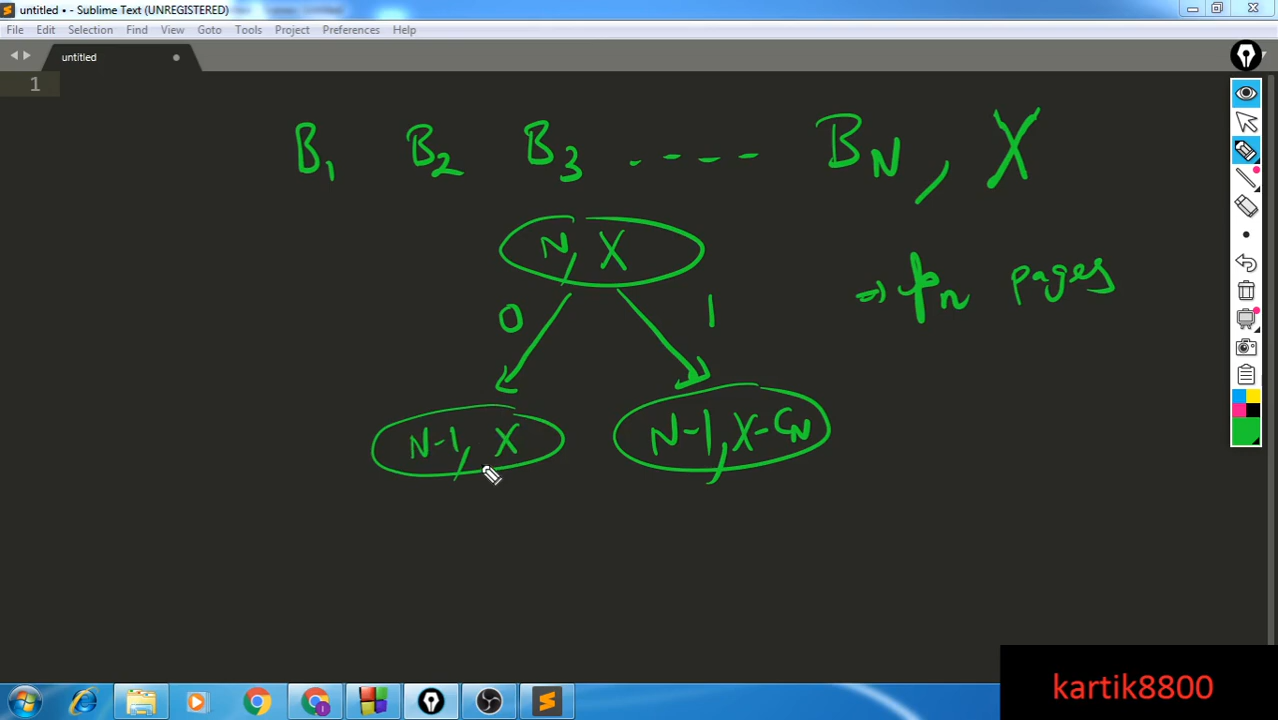 untitled • - Sublime Text (UNREGISTERED)
File Edit Selection Find View Goto Tools Project Preferences Help
untitled
1
B1 B2 B3 ..... BN, X
N, X
⇒ pn pages
0 1
N-1, X N-1, X-CN
kartik8800